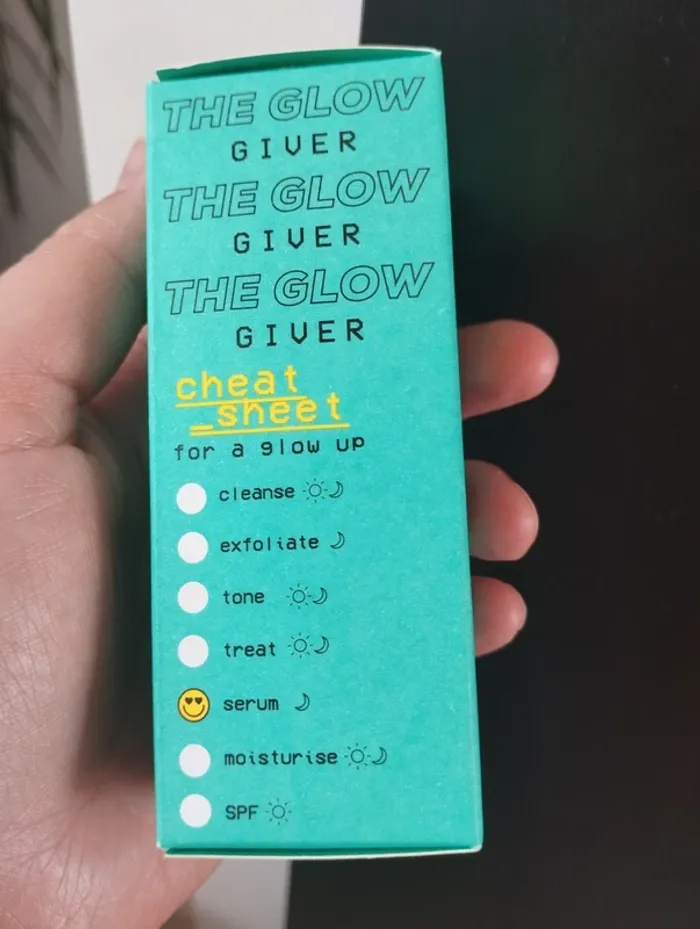 THE GLOW
GIVER
THE GLOW
GIVER
THE GLOW
GIVER
cheat
_sheet
for a glow up
cleanse
exfoliate
tone
treat
serum
moisturise
SPF